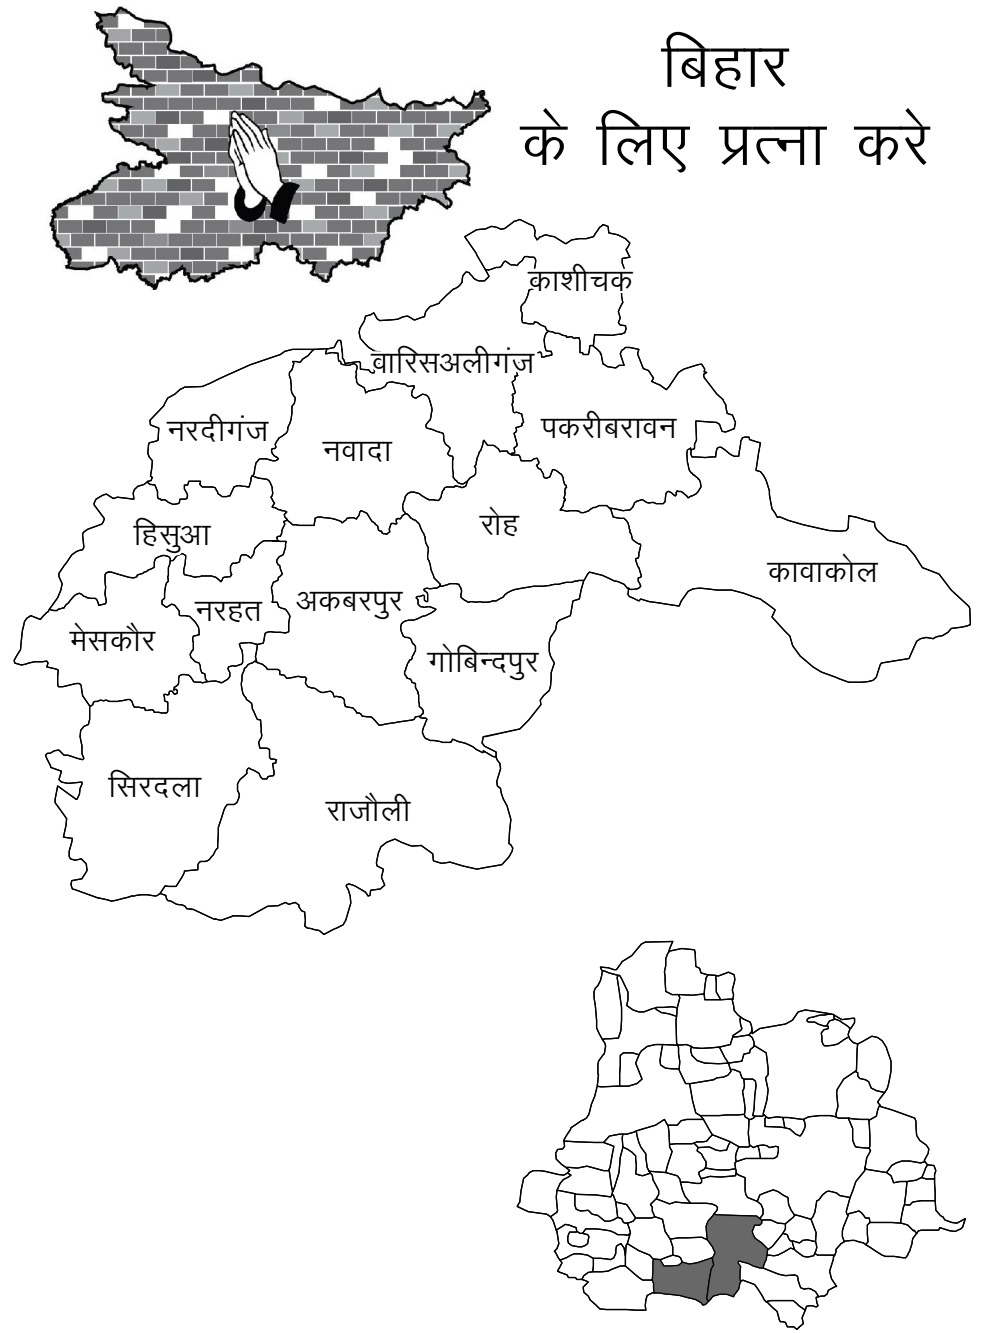 बिहार
के लिए प्रत्ना करे
काशीचक
वारिसअलीगंज
नरदीगंज
नवादा
पकरीबरावन
हिसुआ
रोह
कावाकोल
नरहत
अकबरपुर
मेसकौर
गोबिन्दपुर
सिरदला
राजौली